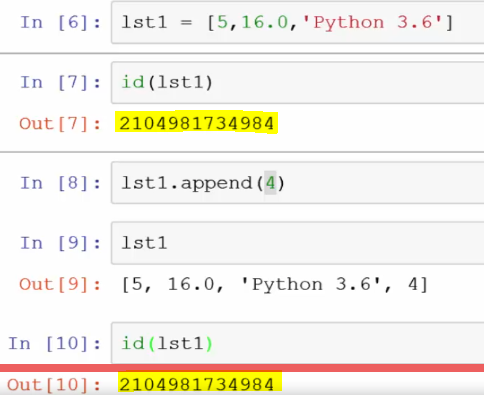 In [6]: lst1 = [5,16.0,'Python 3.6']
In [7]: id(lst1)
Out[7]: 2104981734984
In [8]: lst1.append(4)
In [9]: lst1
Out[9]: [5, 16.0, 'Python 3.6', 4]
In [10]: id(lst1)
Out[10]: 2104981734984